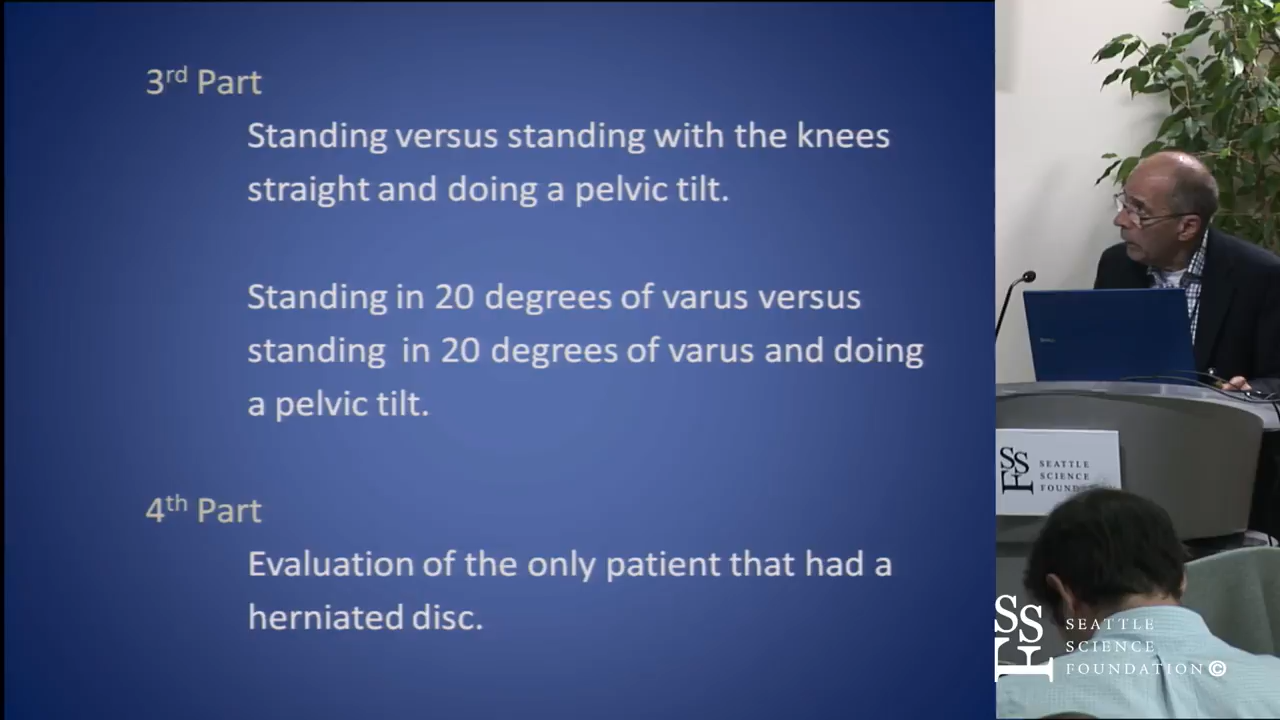 3rd Part
Standing versus standing with the knees
straight and doing a pelvic tilt.
Standing in 20 degrees of varus versus
standing in 20 degrees of varus and doing
a pelvic tilt.
4th Part
Evaluation of the only patient that had a
herniated disc.
SSF
SEATTLE
SCIENCE
SSF
SEATTLE
SCIENCE
FOUNDATION©